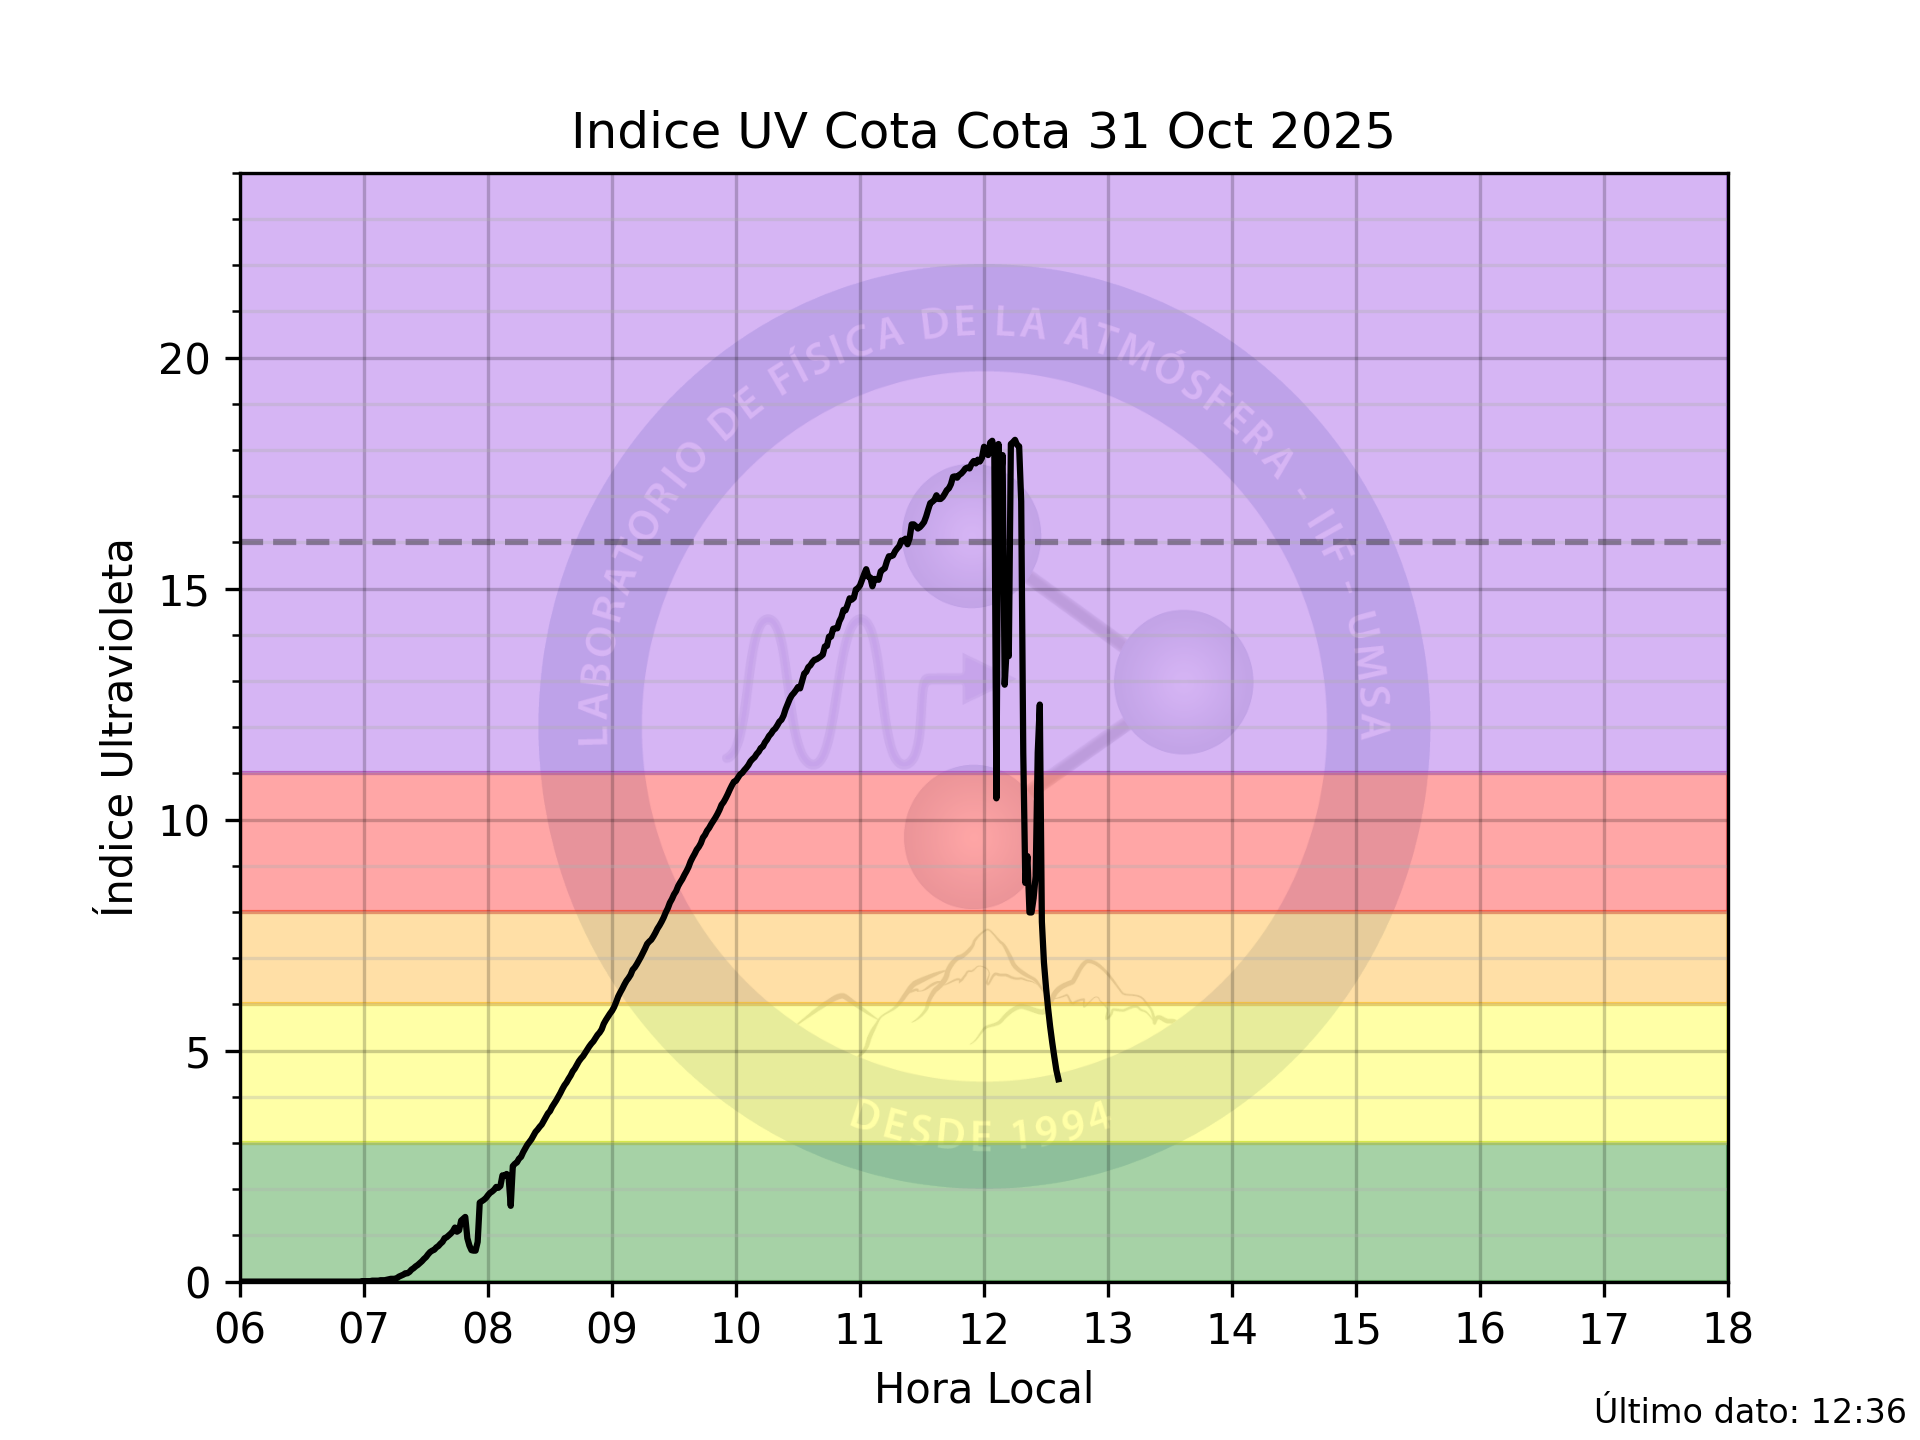 Indice UV Cota Cota 31 Oct 2025
Índice Ultravioleta
20
15
10
5
0
LABORATORIO DE FÍSICA DE LA ATMÓSFERA - IIF - UMSA
DESDE 1994
06 07 08 09 10 11 12 13 14 15 16 17 18
Hora Local
Último dato: 12:36